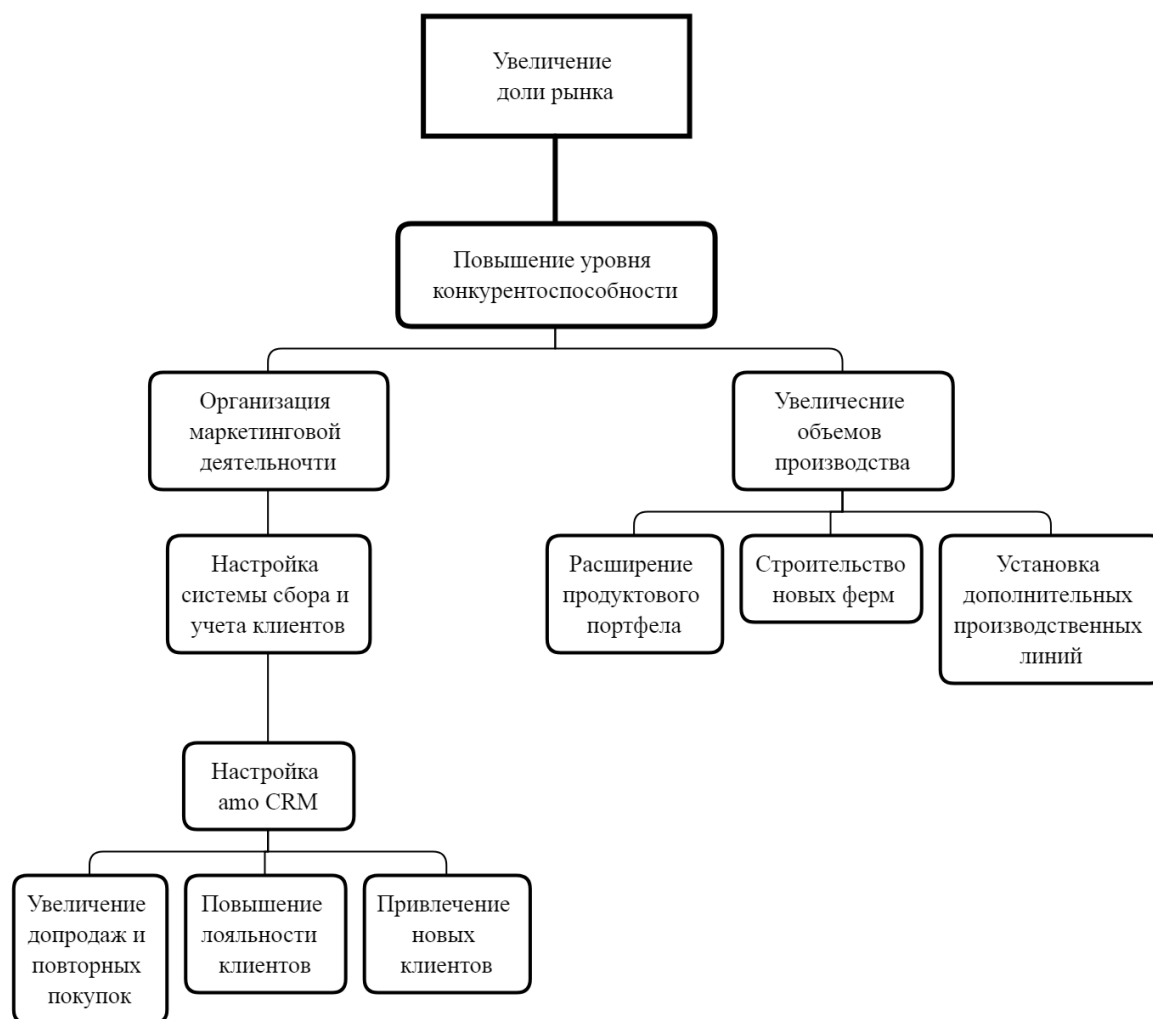 Увеличение
доли рынка
Повышение уровня
конкурентоспособности
Организация
маркетинговой
деятельночти
Увеличесние
объемов
производства
Настройка
системы сбора и
учета клиентов
Расширение
продуктового
портфела
Строительство
новых ферм
Установка
дополнительных
производственных
линий
Настройка
amo CRM
Увеличение
допродаж и
повторных
покупок
Повышение
лояльности
клиентов
Привлечение
новых
клиентов